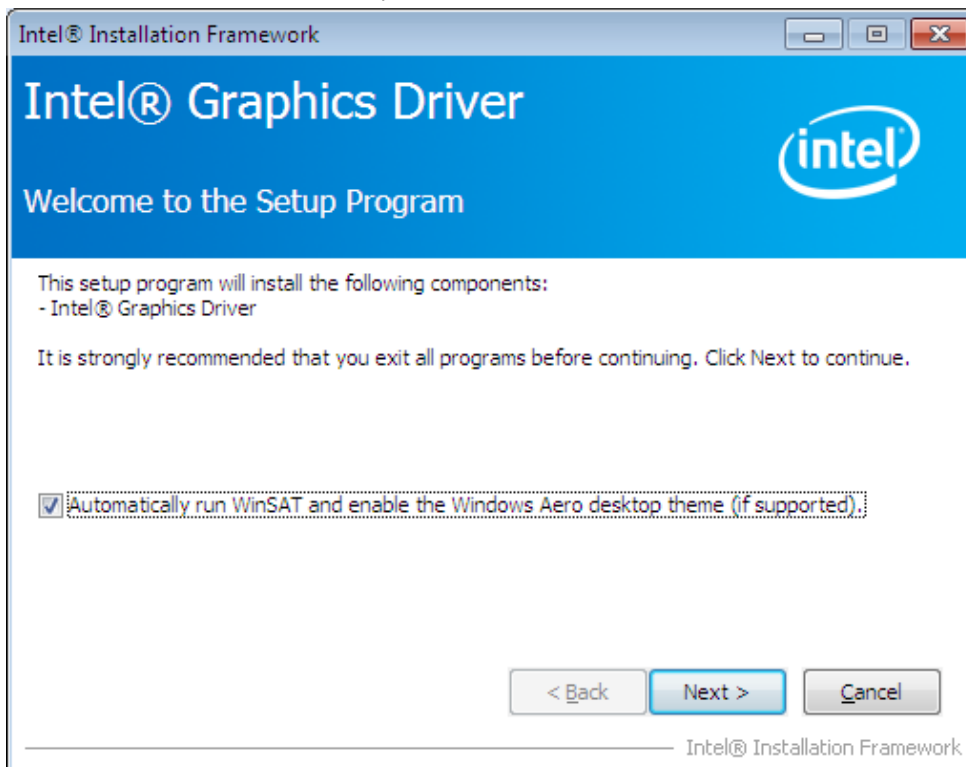 Intel® Installation Framework
Intel® Graphics Driver
intel
Welcome to the Setup Program
This setup program will install the following components:
- Intel® Graphics Driver
It is strongly recommended that you exit all programs before continuing. Click Next to continue.
Automatically run WinSAT and enable the Windows Aero desktop theme (if supported).
< Back
Next >
Cancel
Intel® Installation Framework